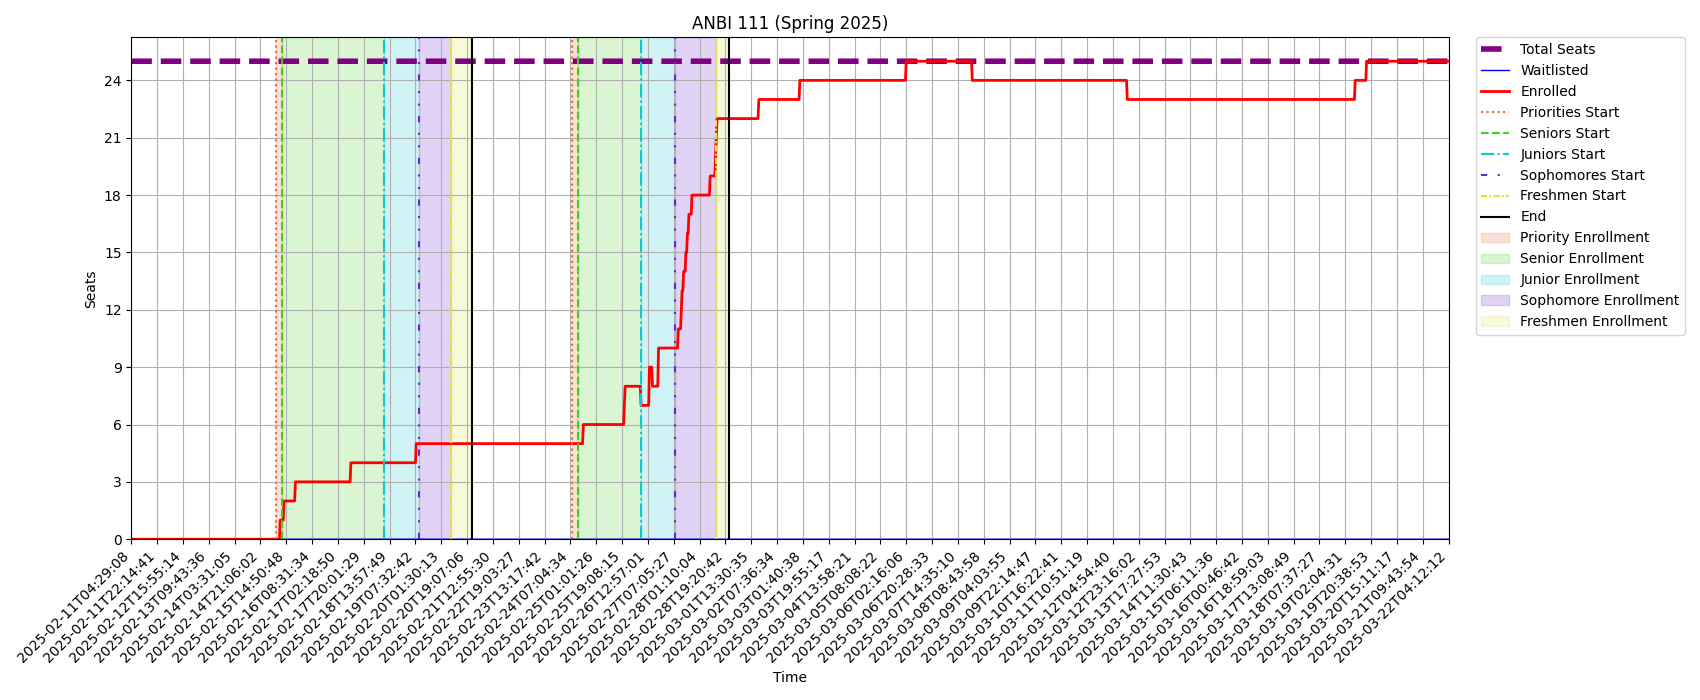 ANBI 111 (Spring 2025)
Total Seats
Waitlisted
Enrolled
Priorities Start
Seniors Start
Juniors Start
Sophomores Start
Freshmen Start
End
Priority Enrollment
Senior Enrollment
Junior Enrollment
Sophomore Enrollment
Freshmen Enrollment
Seats
24
21
18
15
12
9
6
3
0
2025-02-11T04:29:08
2025-02-11T22:14:41
2025-02-12T15:55:14
2025-02-13T09:43:36
2025-02-14T03:31:05
2025-02-14T21:06:02
2025-02-15T14:50:48
2025-02-16T08:31:34
2025-02-17T02:18:50
2025-02-17T20:01:29
2025-02-18T13:57:49
2025-02-19T07:32:42
2025-02-20T01:30:13
2025-02-20T19:07:06
2025-02-21T12:55:30
2025-02-22T19:03:27
2025-02-23T13:17:42
2025-02-24T07:04:34
2025-02-25T01:01:26
2025-02-25T19:08:15
2025-02-26T12:57:01
2025-02-27T07:05:27
2025-02-28T01:10:04
2025-02-28T19:20:42
2025-03-01T13:30:35
2025-03-02T07:36:34
2025-03-03T01:40:38
2025-03-03T19:55:17
2025-03-04T13:58:21
2025-03-05T08:08:22
2025-03-06T02:16:06
2025-03-06T20:28:33
2025-03-07T14:35:10
2025-03-08T08:43:58
2025-03-09T04:03:55
2025-03-09T22:14:47
2025-03-10T16:22:41
2025-03-11T10:51:19
2025-03-12T04:54:40
2025-03-12T23:16:02
2025-03-13T17:27:53
2025-03-14T11:30:43
2025-03-15T06:11:36
2025-03-16T00:46:42
2025-03-16T18:59:03
2025-03-17T13:08:49
2025-03-18T07:37:27
2025-03-19T02:04:31
2025-03-19T20:38:53
2025-03-20T15:11:17
2025-03-21T09:43:54
2025-03-22T04:12:12
Time